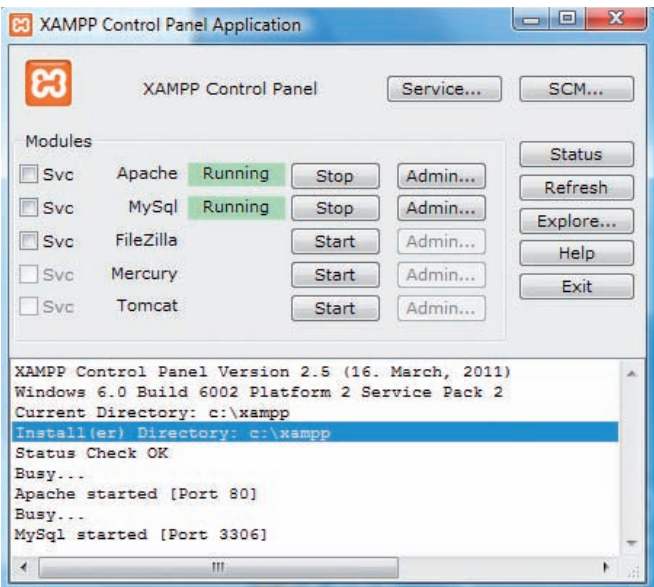 XAMPP Control Panel Application
XAMPP Control Panel Service... SCM...
Modules
Svc Apache Running Stop Admin...
Svc MySql Running Stop Admin...
Svc FileZilla Start Admin...
Svc Mercury Start Admin...
Svc Tomcat Start Admin...
Status
Refresh
Explore...
Help
Exit
XAMPP Control Panel Version 2.5 (16. March, 2011)
Windows 6.0 Build 6002 Platform 2 Service Pack 2
Current Directory: c:\xampp
Install(er) Directory: c:\xampp
Status Check OK
Busy...
Apache started [Port 80]
Busy...
MySql started [Port 3306]